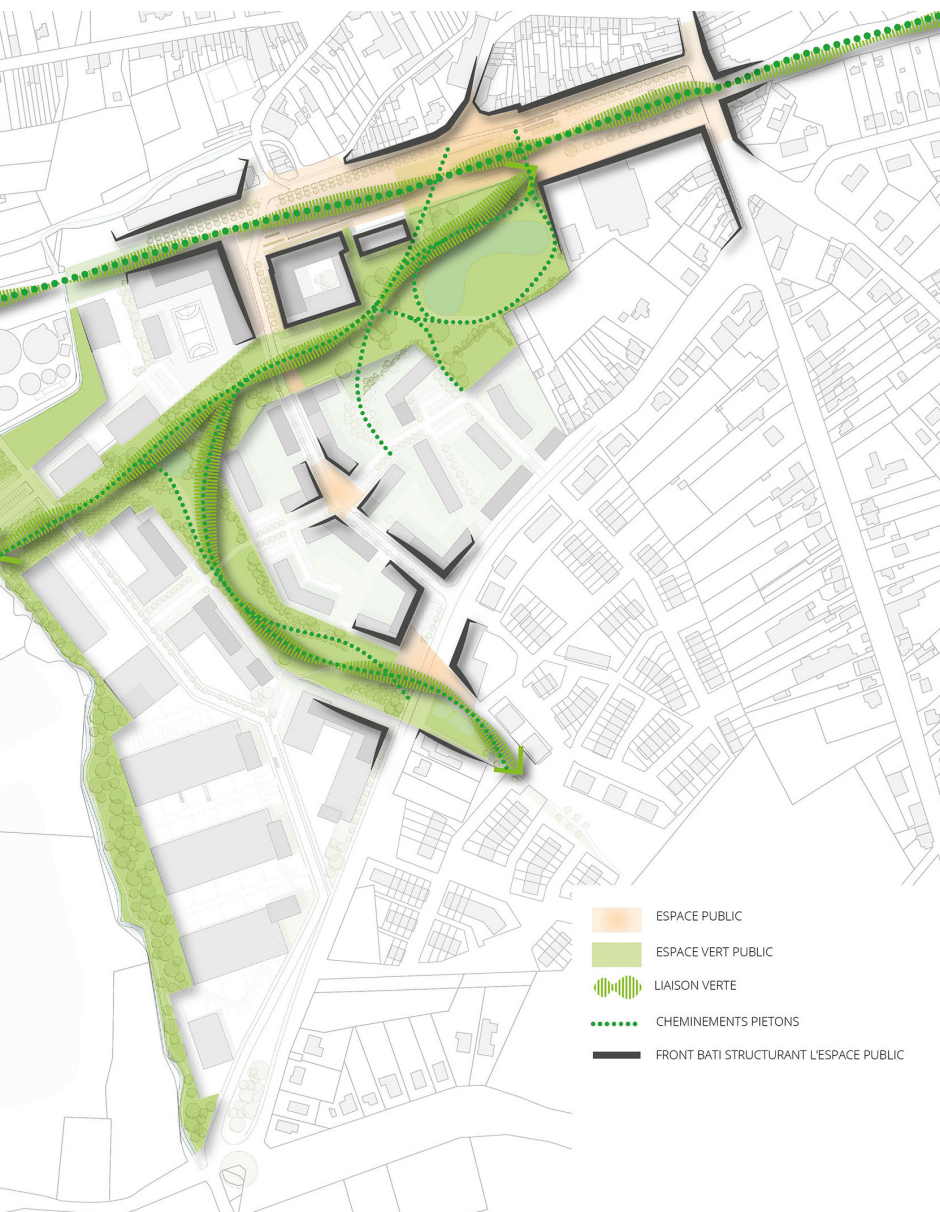 ESPACE PUBLIC
ESPACE VERT PUBLIC
LIAISON VERTE
CHEMINEMENTS PIETONS
FRONT BATI STRUCTURANT L'ESPACE PUBLIC